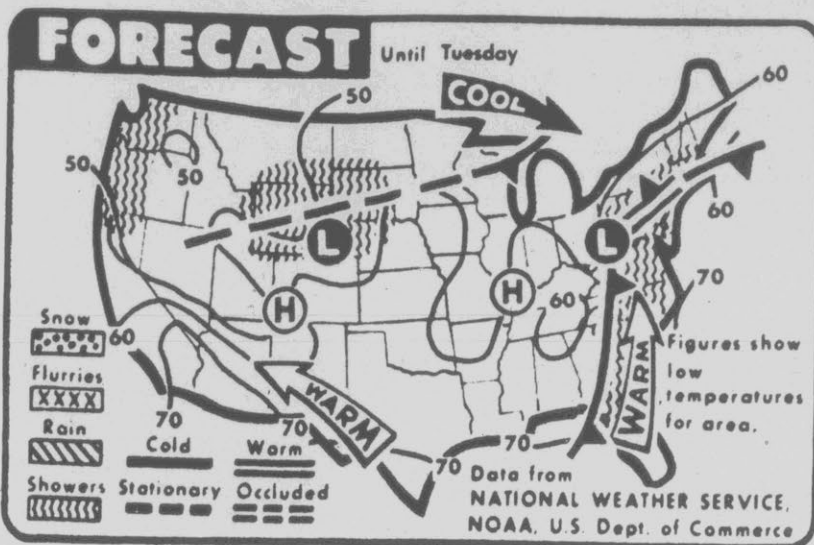 FORECAST
Until Tuesday
COOL
60
50
50
50
60
L
L
70
H
H
60
Snow
60
Flurries
70
Rain
Cold
Warm
Showers
Stationary
Occluded
WARM
70
70
70
WARM
Figures show
low
temperatures
for area.
Data from
NATIONAL WEATHER SERVICE,
NOAA, U.S. Dept. of Commerce